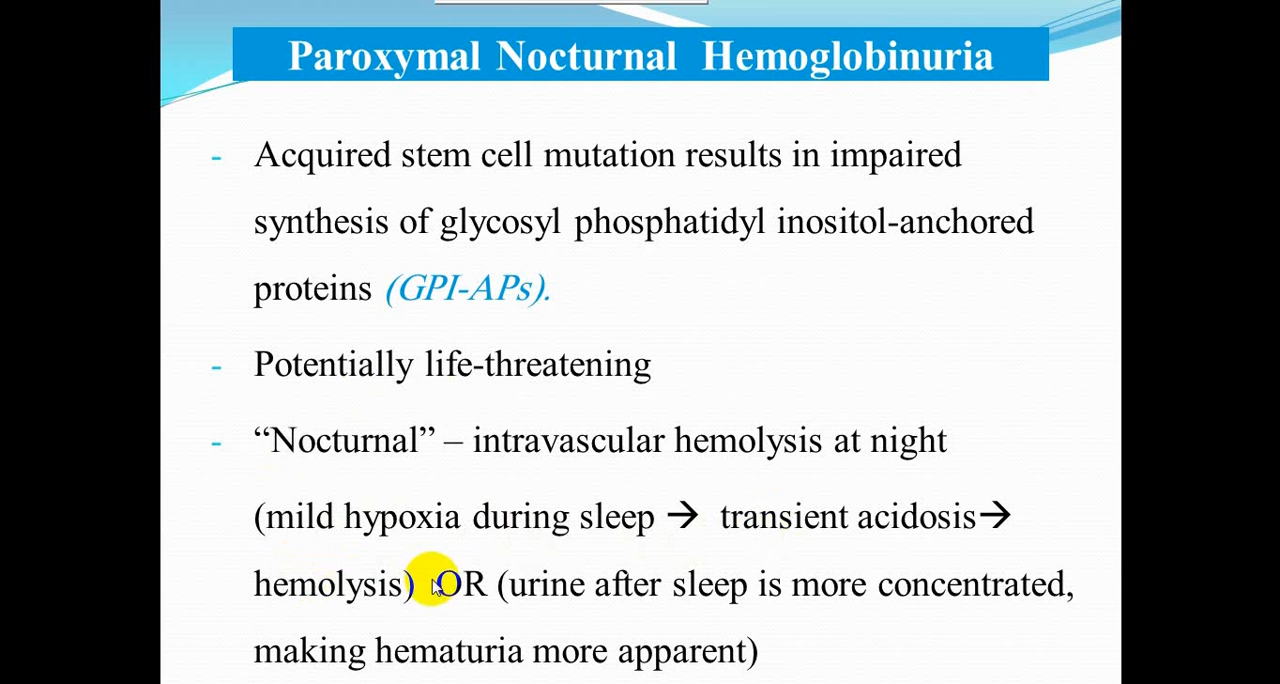 Paroxymal Nocturnal Hemoglobinuria
- Acquired stem cell mutation results in impaired
synthesis of glycosyl phosphatidyl inositol-anchored
proteins (GPI-APs).
- Potentially life-threatening
- “Nocturnal” – intravascular hemolysis at night
(mild hypoxia during sleep → transient acidosis→
hemolysis) OR (urine after sleep is more concentrated,
making hematuria more apparent)